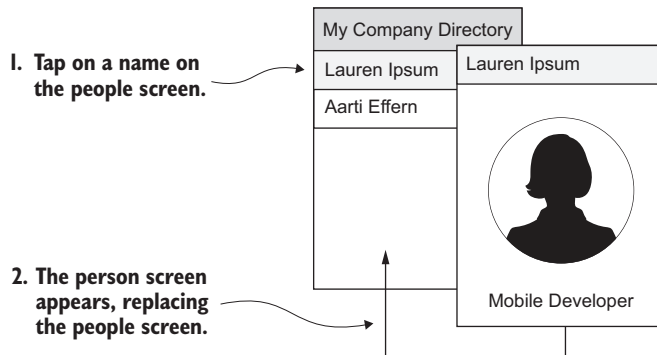 My Company Directory
1. Tap on a name on
the people screen.
Lauren Ipsum
Aarti Effern
Lauren Ipsum
Mobile Developer
2. The person screen
appears, replacing
the people screen.